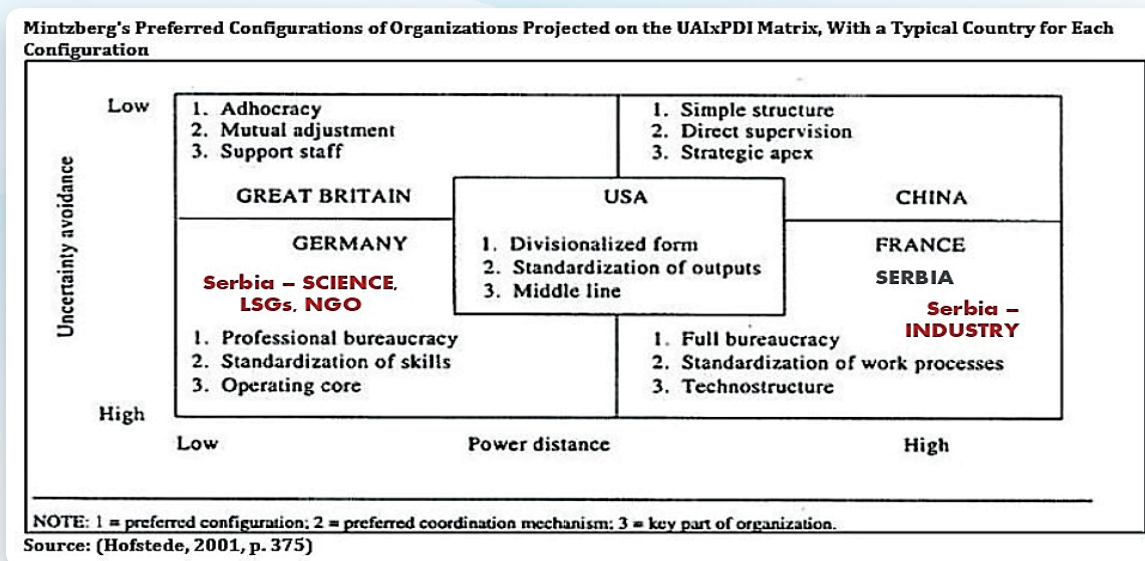 Mintzberg's Preferred Configurations of Organizations Projected on the UAIxPDI Matrix, With a Typical Country for Each
Configuration
Low
1. Adhocracy
2. Mutual adjustment
3. Support staff
GREAT BRITAIN
1. Simple structure
2. Direct supervision
3. Strategic apex
CHINA
USA
1. Divisionalized form
2. Standardization of outputs
3. Middle line
Uncertainty avoidance
GERMANY
Serbia – SCIENCE,
LSGs, NGO
1. Professional bureaucracy
2. Standardization of skills
3. Operating core
FRANCE
SERBIA
Serbia –
INDUSTRY
1. Full bureaucracy
2. Standardization of work processes
3. Technostructure
High
Low
Power distance
High
NOTE: 1 = preferred configuration; 2 = preferred coordination mechanism; 3 = key part of organization.
Source: (Hofstede, 2001, p. 375)